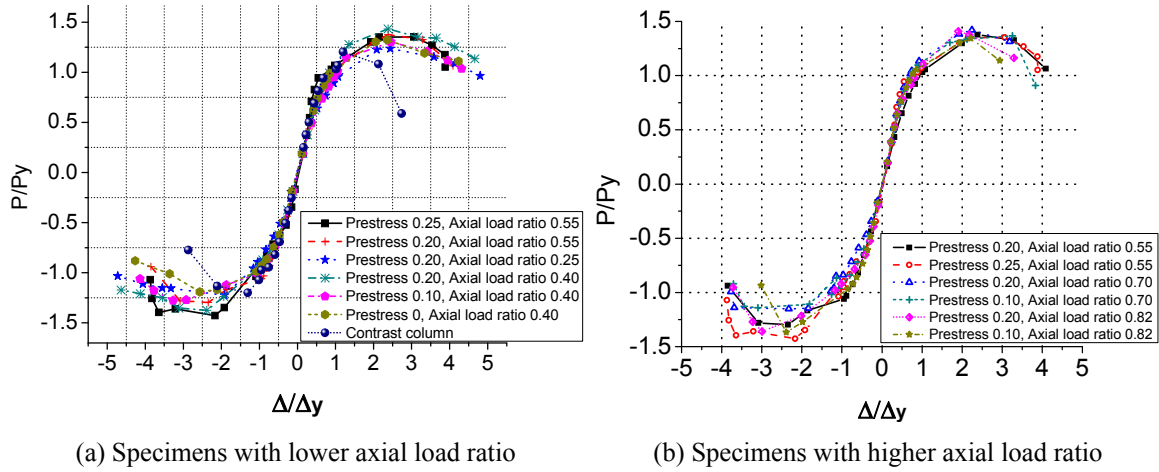 P/Py
1.5
1.0
0.5
0.0
-0.5
-1.0
-1.5
-5 -4 -3 -2 -1 0 1 2 3 4 5
Δ/Δy
Prestress 0.25, Axial load ratio 0.55
Prestress 0.20, Axial load ratio 0.55
Prestress 0.20, Axial load ratio 0.25
Prestress 0.20, Axial load ratio 0.40
Prestress 0.10, Axial load ratio 0.40
Prestress 0, Axial load ratio 0.40
Contrast column
(a) Specimens with lower axial load ratio
P/Py
1.5
1.0
0.5
0.0
-0.5
-1.0
-1.5
-5 -4 -3 -2 -1 0 1 2 3 4 5
Δ/Δy
Prestress 0.20, Axial load ratio 0.55
Prestress 0.25, Axial load ratio 0.55
Prestress 0.20, Axial load ratio 0.70
Prestress 0.10, Axial load ratio 0.70
Prestress 0.20, Axial load ratio 0.82
Prestress 0.10, Axial load ratio 0.82
(b) Specimens with higher axial load ratio